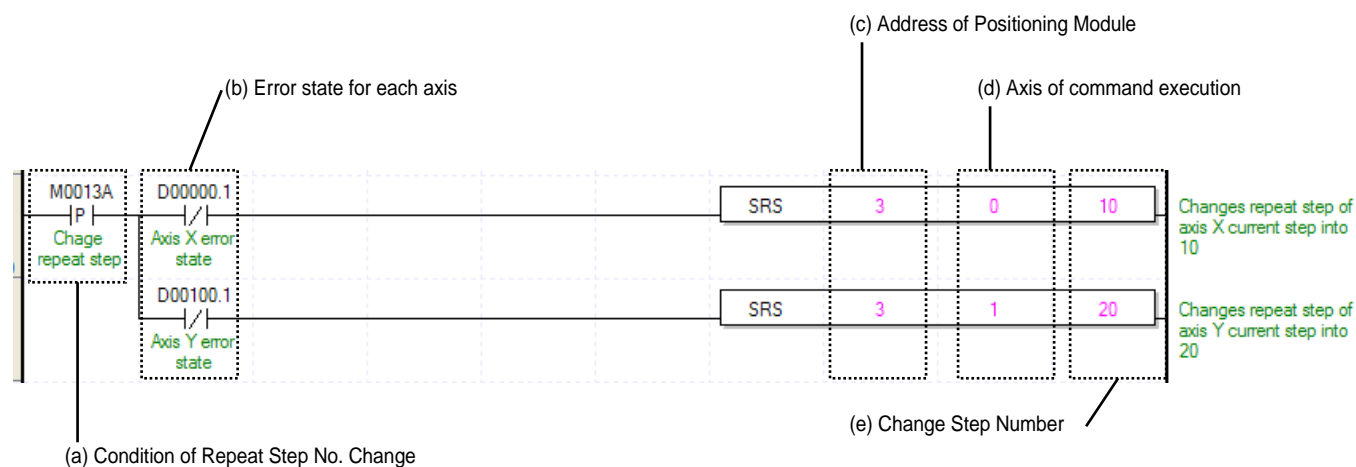 (c) Address of Positioning Module
(b) Error state for each axis
(d) Axis of command execution
M0013A
P
Chage
repeat step
D00000.1
Axis X error
state
SRS 3 0 10
Changes repeat step of
axis X current step into
10
D00100.1
Axis Y error
state
SRS 3 1 20
Changes repeat step of
axis Y current step into
20
(e) Change Step Number
(a) Condition of Repeat Step No. Change